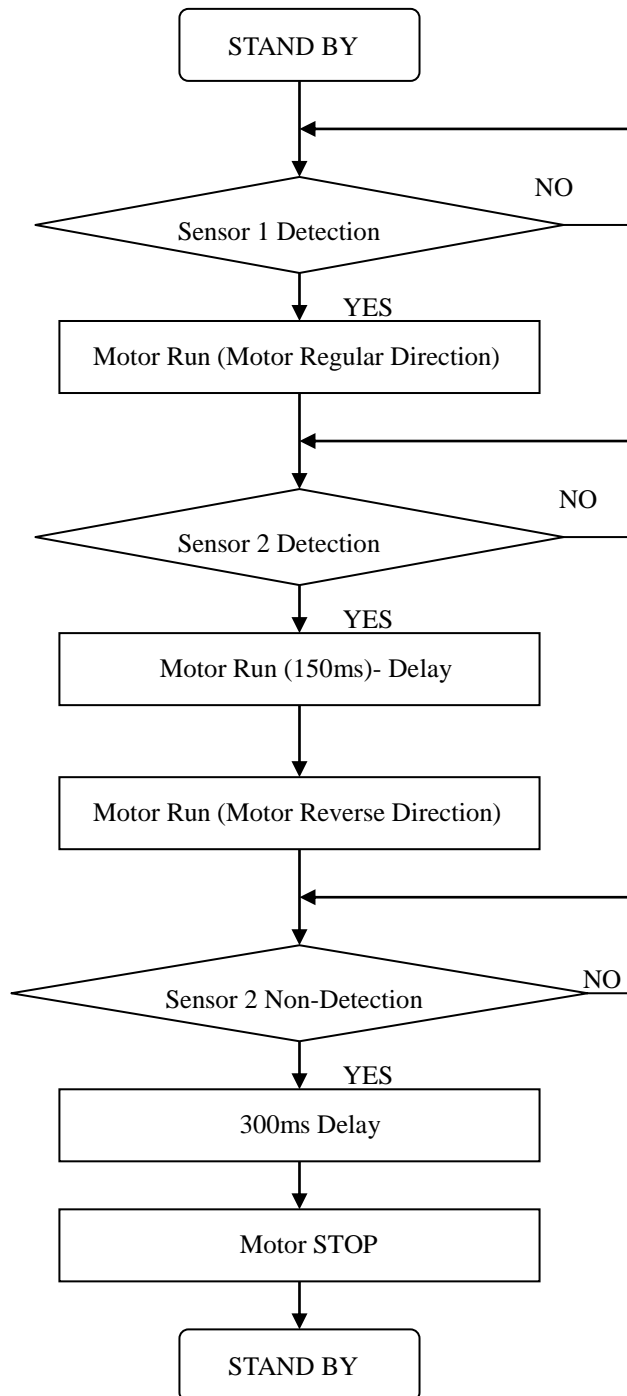 STAND BY
NO
Sensor 1 Detection
YES
Motor Run (Motor Regular Direction)
NO
Sensor 2 Detection
YES
Motor Run (150ms)- Delay
Motor Run (Motor Reverse Direction)
NO
Sensor 2 Non-Detection
YES
300ms Delay
Motor STOP
STAND BY